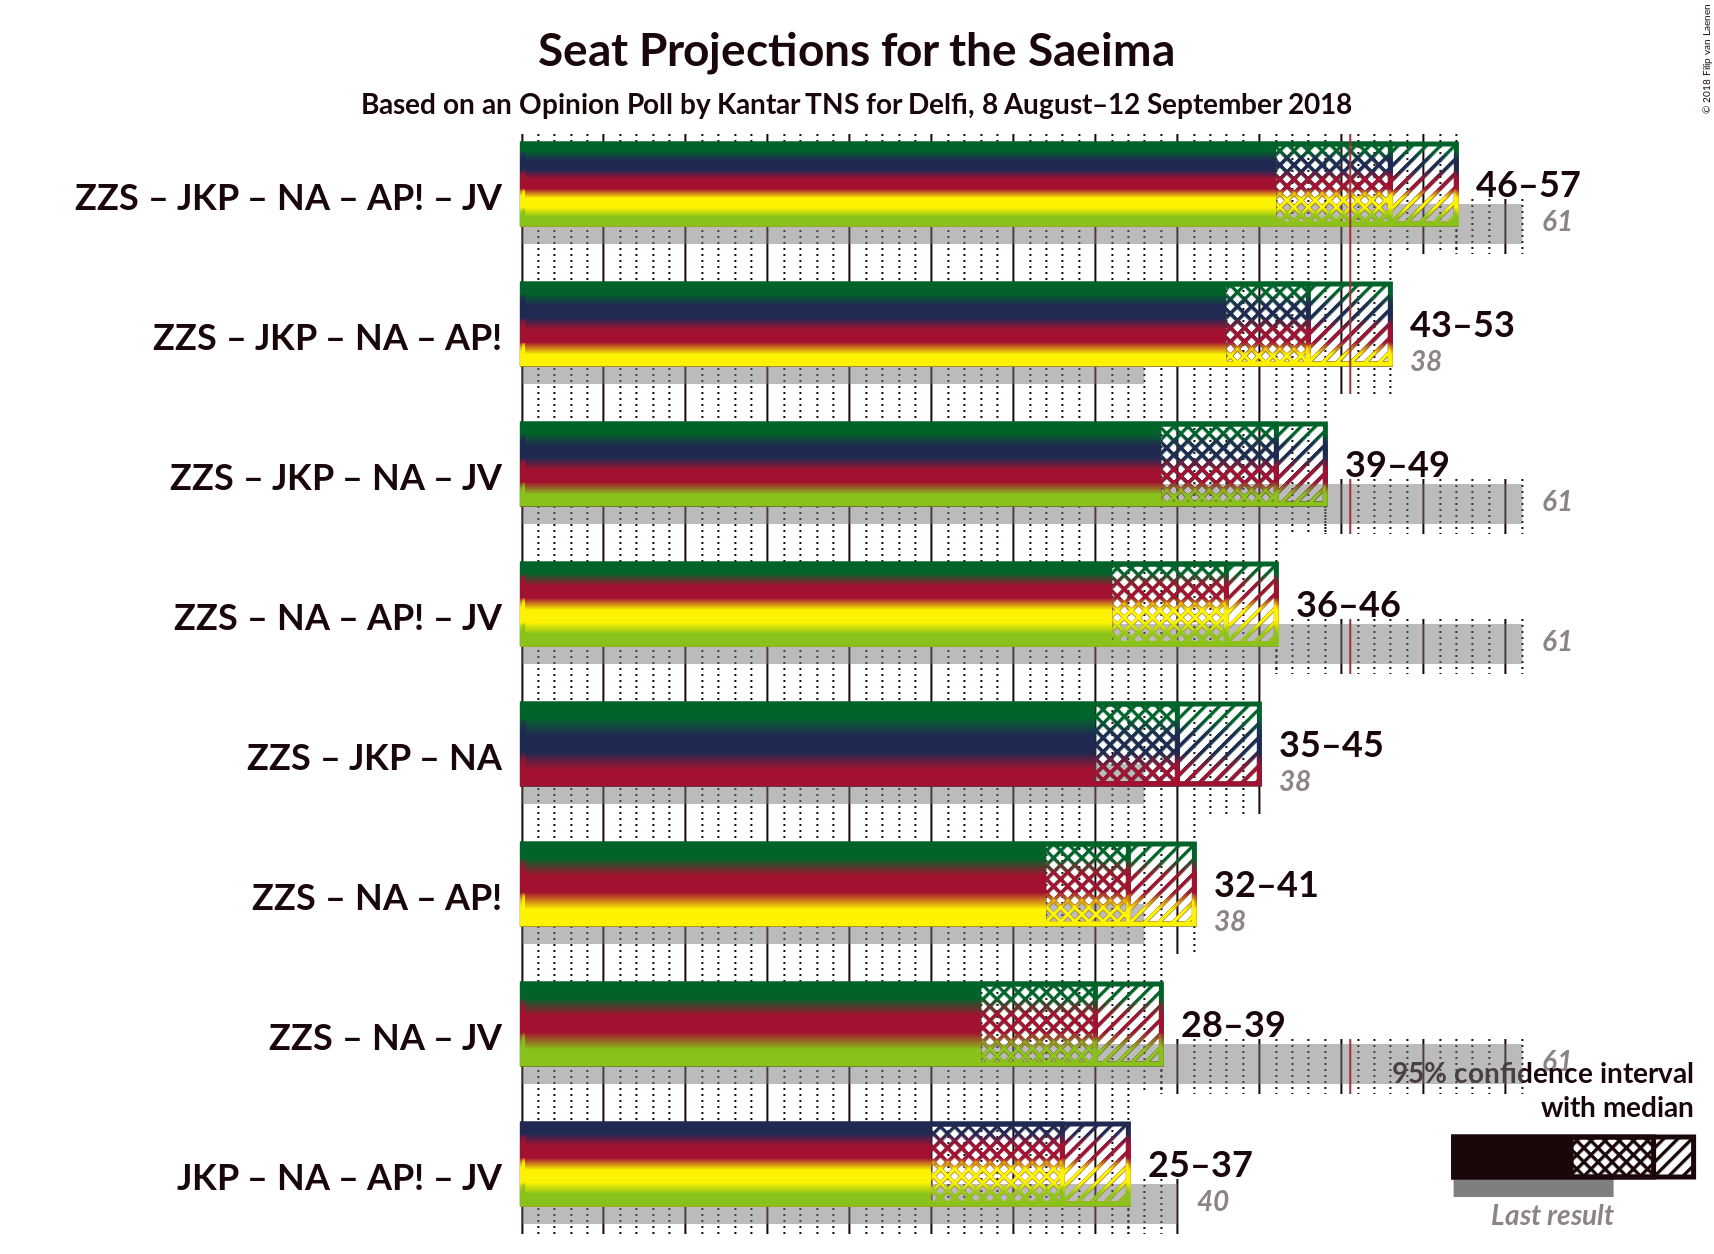 Seat Projections for the Saeima
Based on an Opinion Poll by Kantar TNS for Delfi, 8 August–12 September 2018
© 2018 Filip van Laenen
ZZS – JKP – NA – AP! – JV
46–57
61
ZZS – JKP – NA – AP!
43–53
38
ZZS – JKP – NA – JV
39–49
61
ZZS – NA – AP! – JV
36–46
61
ZZS – JKP – NA
35–45
38
ZZS – NA – AP!
32–41
38
ZZS – NA – JV
28–39
61
JKP – NA – AP! – JV
25–37
40
95% confidence interval
with median
Last result